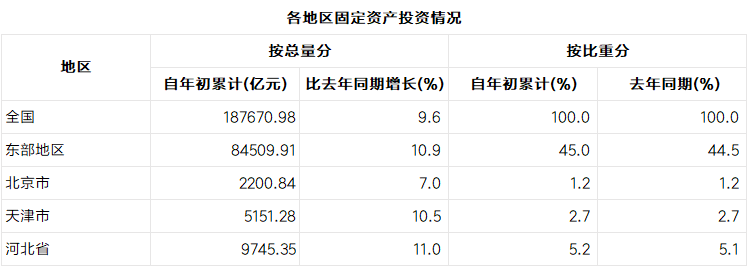 各地区固定资产投资情况
地区 按总量分 按比重分
自年初累计(亿元) 比去年同期增长(%) 自年初累计(%) 去年同期(%)
全国 187670.98 9.6 100.0 100.0
东部地区 84509.91 10.9 45.0 44.5
北京市 2200.84 7.0 1.2 1.2
天津市 5151.28 10.5 2.7 2.7
河北省 9745.35 11.0 5.2 5.1